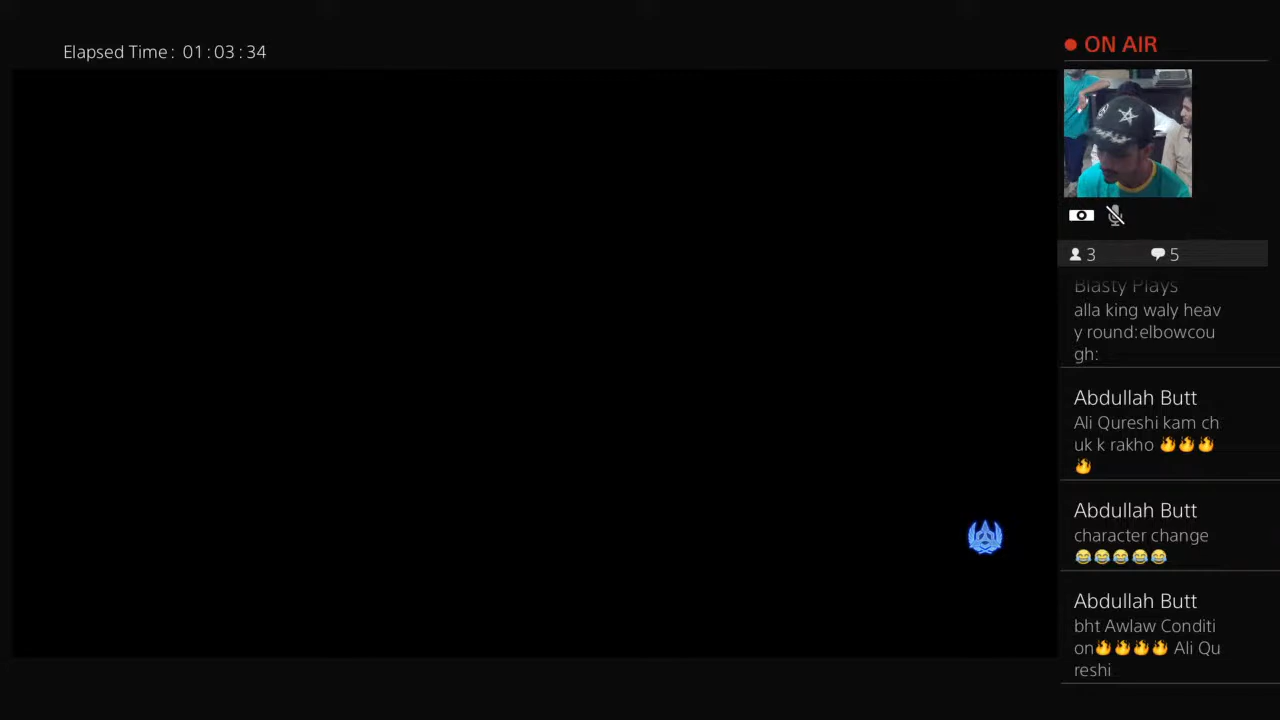 Elapsed Time: 01:03:34
ON AIR
3 5
Blasty Plays
alla king waly heav
y round:elbowcou
gh:
Abdullah Butt
Ali Qureshi kam ch
uk k rakho 🔥🔥🔥
🔥
Abdullah Butt
character change
😂😂😂😂😂
Abdullah Butt
bht Awlaw Conditi
on🔥🔥🔥🔥 Ali Qu
reshi